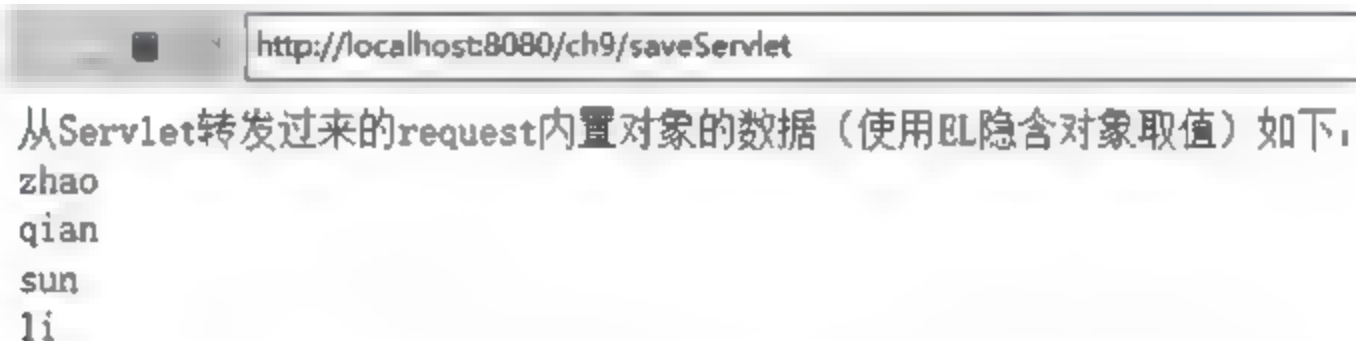 http://localhost:8080/ch9/saveServlet
从Servlet转发过来的request内置对象的数据（使用EL隐含对象取值）如下：
zhao
qian
sun
li